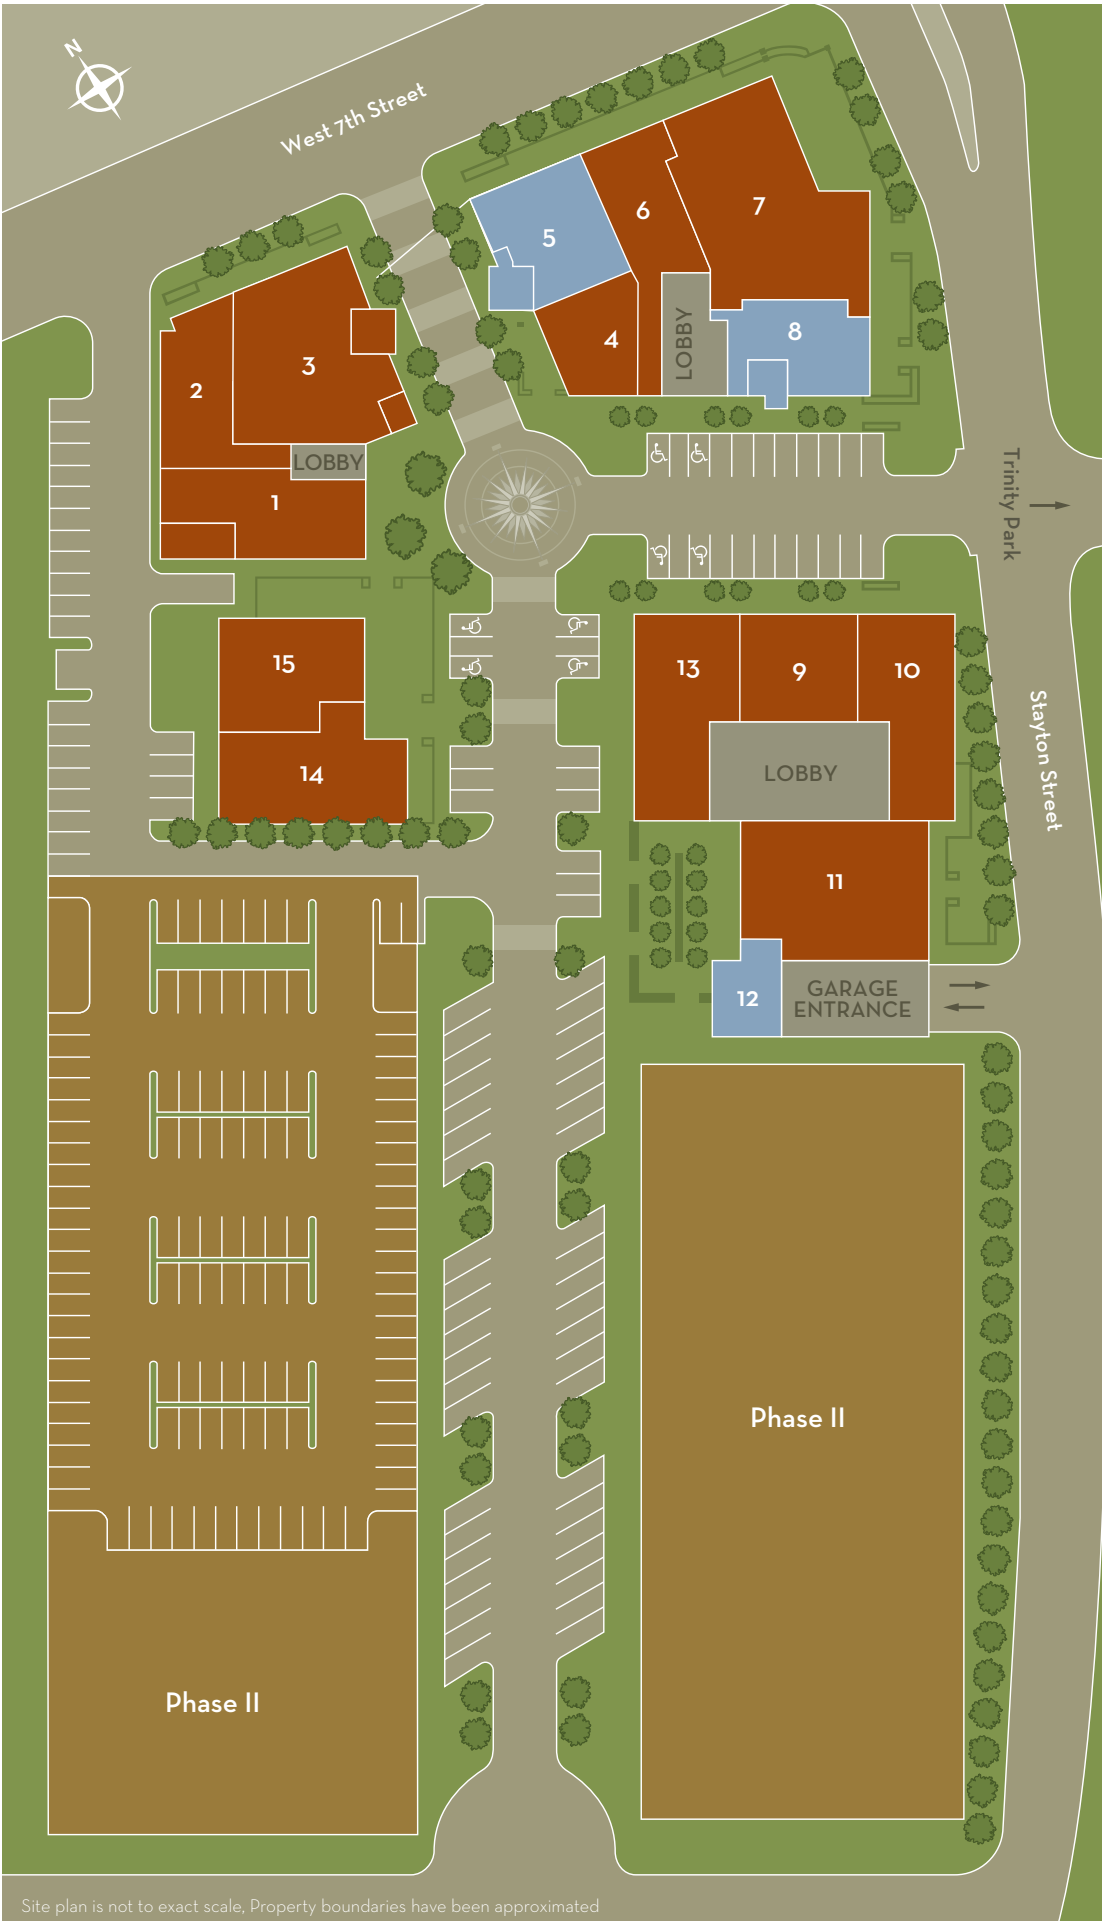 N
West 7th Street
5
6
7
8
4
LOBBY
3
2
LOBBY
1
Trinity Park
15
14
13
9
10
LOBBY
Stayton Street
11
12
GARAGE
ENTRANCE
Phase II
Phase II
Site plan is not to exact scale, Property boundaries have been approximated